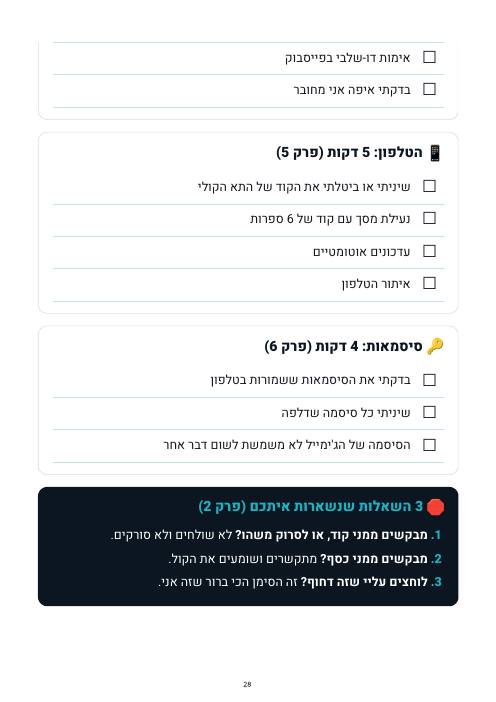 אימות דו-שלבי בפייסבוק
בדקתי איפה אני מחובר
📱 הטלפון: 5 דקות (פרק 5)
שיניתי או ביטלתי את הקוד של התא הקולי
נעילת מסך עם קוד של 6 ספרות
עדכונים אוטומטיים
איתור הטלפון
🔑 סיסמאות: 4 דקות (פרק 6)
בדקתי את הסיסמאות ששמורות בטלפון
שיניתי כל סיסמה שדלפה
הסיסמה של הג'ימייל לא משמשת לשום דבר אחר
🛑 3 השאלות שנשארות איתכם (פרק 2)
1. מבקשים ממני קוד, או לסרוק משהו? לא שולחים ולא סורקים.
2. מבקשים ממני כסף? מתקשרים ושומעים את הקול.
3. לוחצים עליי שזה דחוף? זה הסימן הכי ברור שזה לא אני.
28